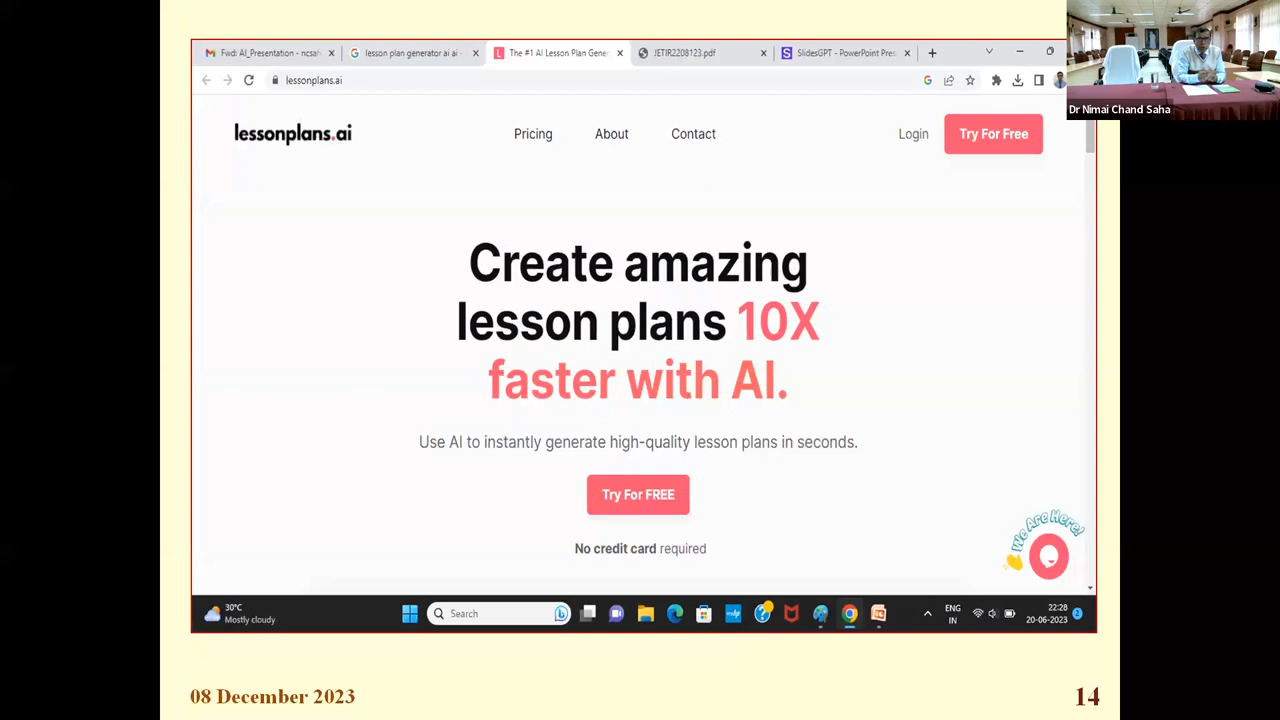 Fwd: AI_Presentation - ncsah
lesson plan generator ai ai -
The #1 AI Lesson Plan Gene
JETIR2208123.pdf
SlidesGPT - PowerPoint Pres
lessonplans.ai
Dr Nimai Chand Saha
lessonplans.ai
Pricing
About
Contact
Login
Try For Free
Create amazing
lesson plans 10X
faster with AI.
Use AI to instantly generate high-quality lesson plans in seconds.
Try For FREE
No credit card required
We Are Here!
30°C
Mostly cloudy
Search
ENG
IN
22:28
20-06-2023
2
08 December 2023
14